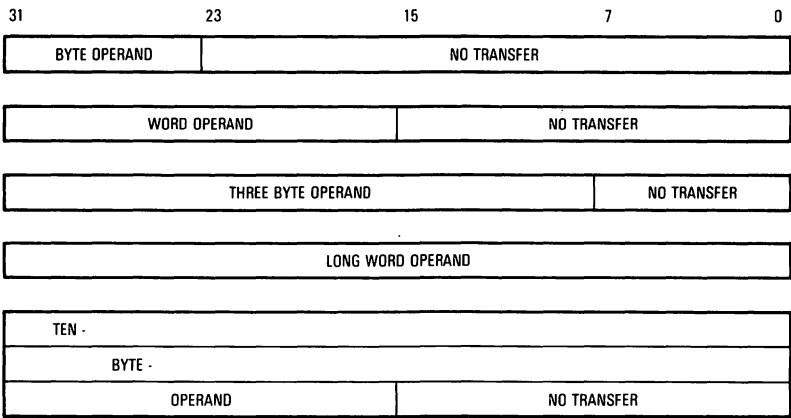 31 23 15 7 0
BYTE OPERAND NO TRANSFER
WORD OPERAND NO TRANSFER
THREE BYTE OPERAND NO TRANSFER
LONG WORD OPERAND
TEN -
BYTE -
OPERAND NO TRANSFER